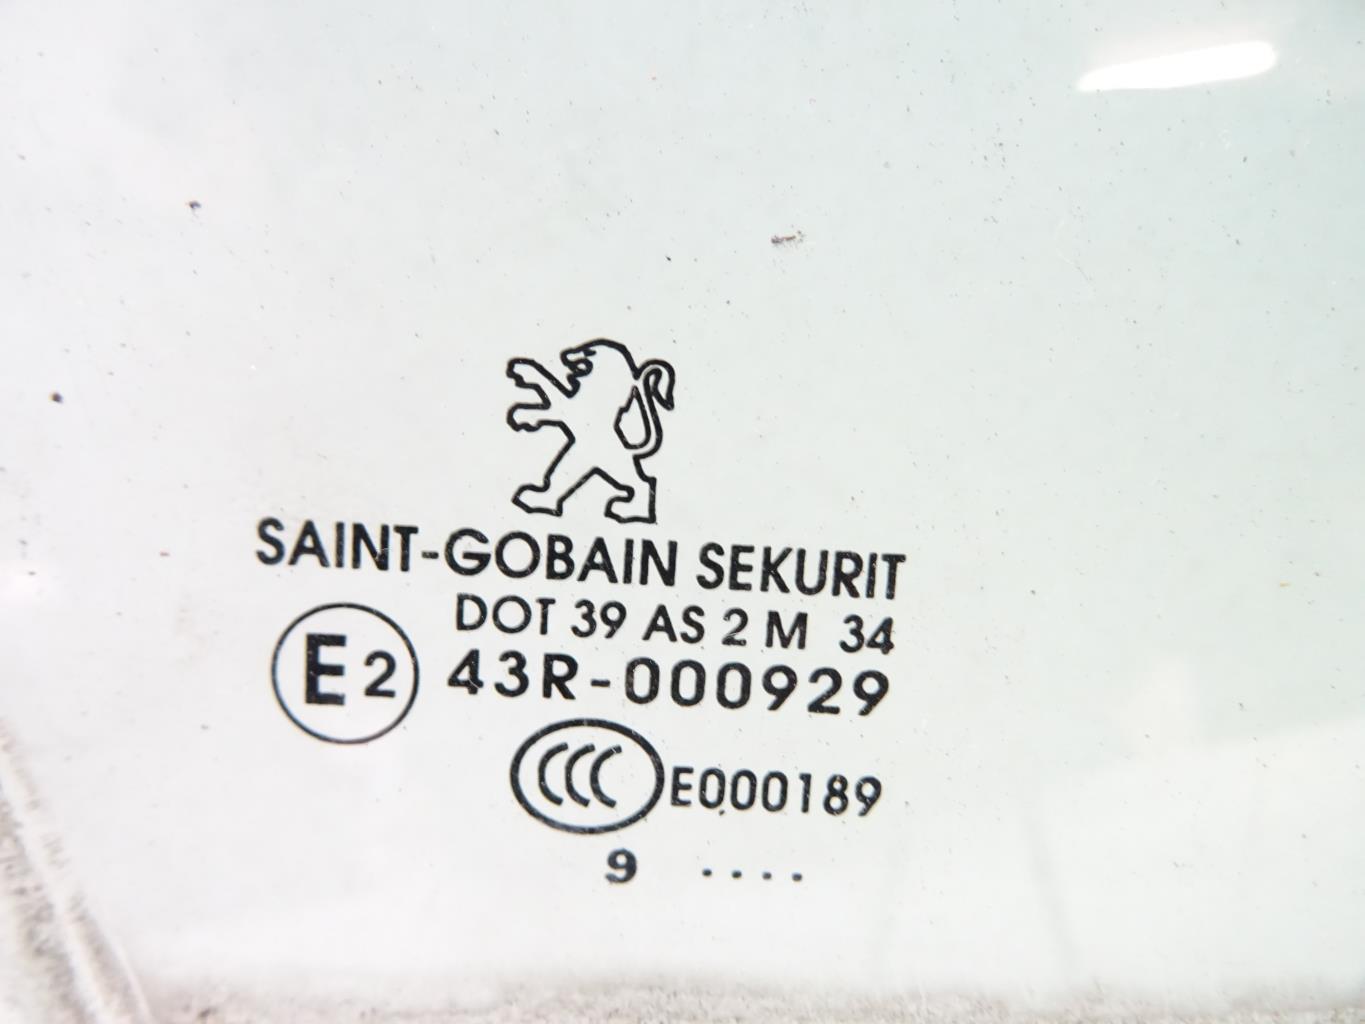 SAINT-GOBAIN SEKURIT
DOT 39 AS 2 M 34
E2 43R-000929
CCC E000189
9 ....